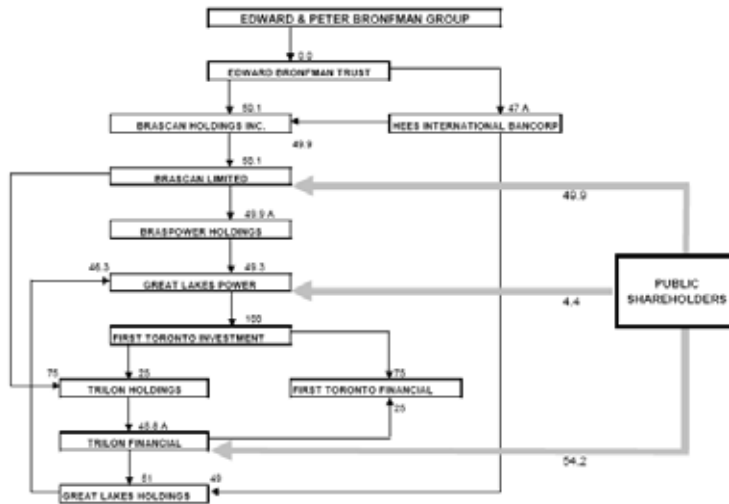 EDWARD & PETER BRONFMAN GROUP
0.0
EDWARD BRONFMAN TRUST
50.1
47 A
BRASCAN HOLDINGS INC.
HEES INTERNATIONAL BANCORP
49.9
50.1
BRASCAN LIMITED
49.9
49.9 A
BRASPOWER HOLDINGS
46.3
49.3
GREAT LAKES POWER
4.4
PUBLIC
SHAREHOLDERS
100
FIRST TORONTO INVESTMENT
75
25
75
TRILON HOLDINGS
FIRST TORONTO FINANCIAL
25
TRILON FINANCIAL
54.2
51
49
GREAT LAKES HOLDINGS